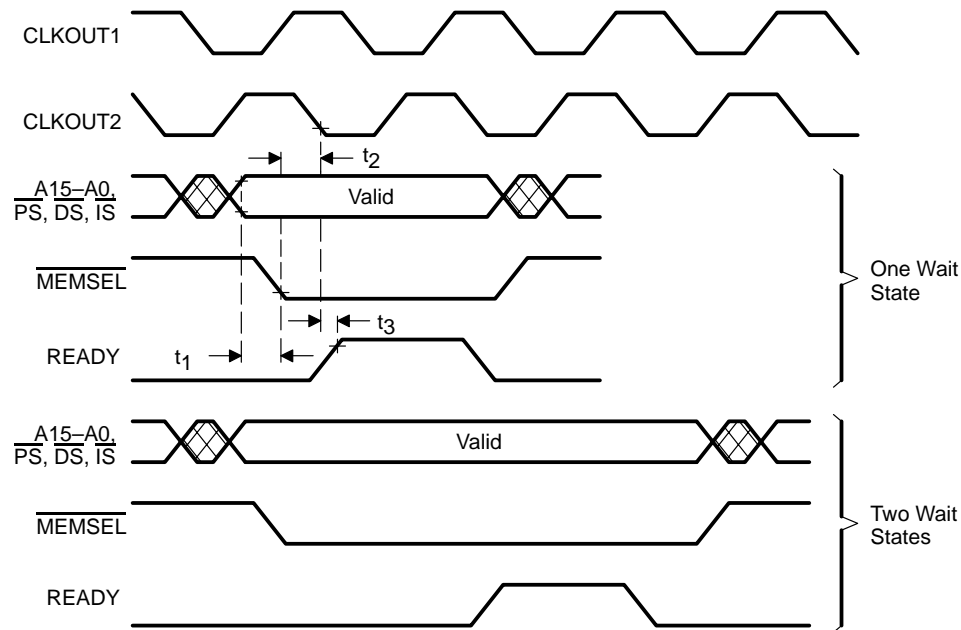 CLKOUT1
CLKOUT2
t2
A15–A0,
PS, DS, IS
Valid
MEMSEL
One Wait
State
t3
READY
t1
A15–A0,
PS, DS, IS
Valid
MEMSEL
Two Wait
States
READY